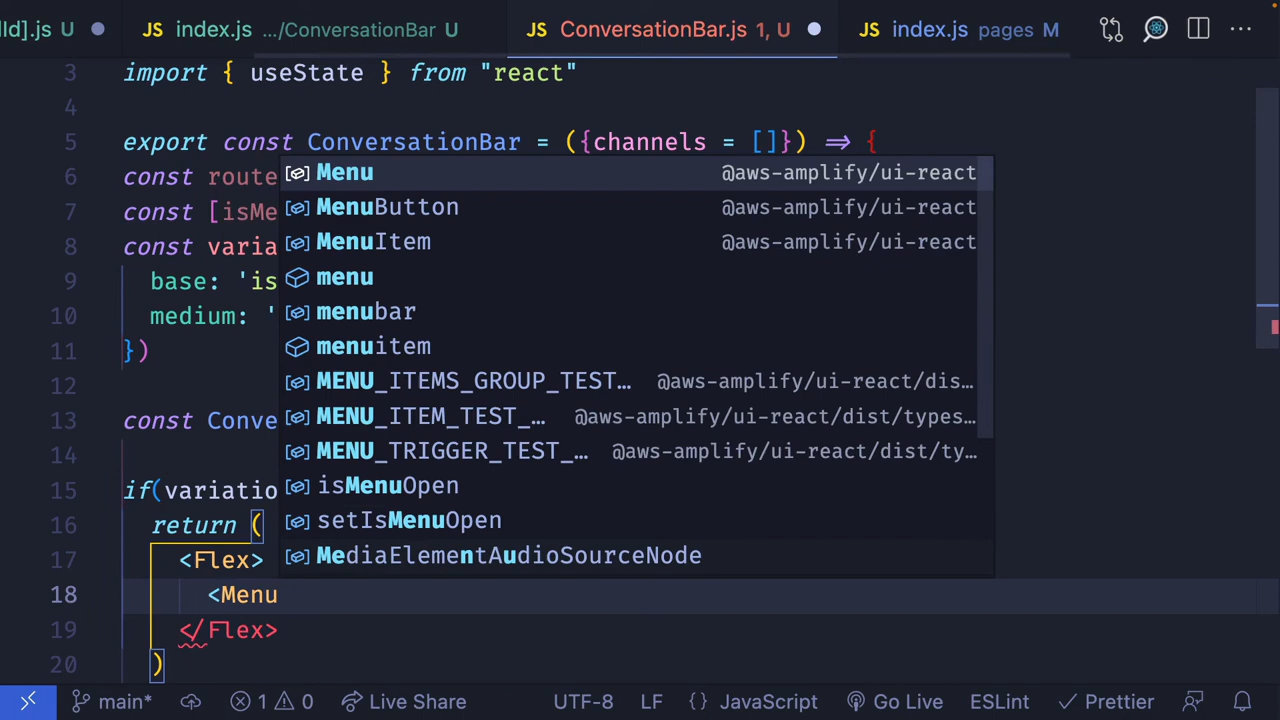 ld].js U JS index.js .../ConversationBar U JS ConversationBar.js 1, U JS index.js pages M
3 import { useState } from "react"
4
5 export const ConversationBar = ({channels = []}) => {
6 const route
7 const [isMe
8 const varia
9 base: 'is
10 medium: '
11 })
12
13 const Conve
14
15 if(variation
16 return (
17 <Flex>
18 <Menu
19 </Flex>
20 )
Menu @aws-amplify/ui-react
MenuButton @aws-amplify/ui-react
MenuItem @aws-amplify/ui-react
menu
menubar
menuitem
MENU_ITEMS_GROUP_TEST… @aws-amplify/ui-react/dis…
MENU_ITEM_TEST_… @aws-amplify/ui-react/dist/types…
MENU_TRIGGER_TEST_… @aws-amplify/ui-react/dist/ty…
isMenuOpen
setIsMenuOpen
MediaElementAudioSourceNode
main* 1 0 Live Share UTF-8 LF {} JavaScript Go Live ESLint Prettier